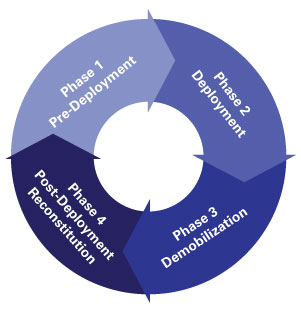 Phase 1
Pre-Deployment
Phase 2
Deployment
Phase 3
Demobilization
Phase 4
Post-Deployment
Reconstitution